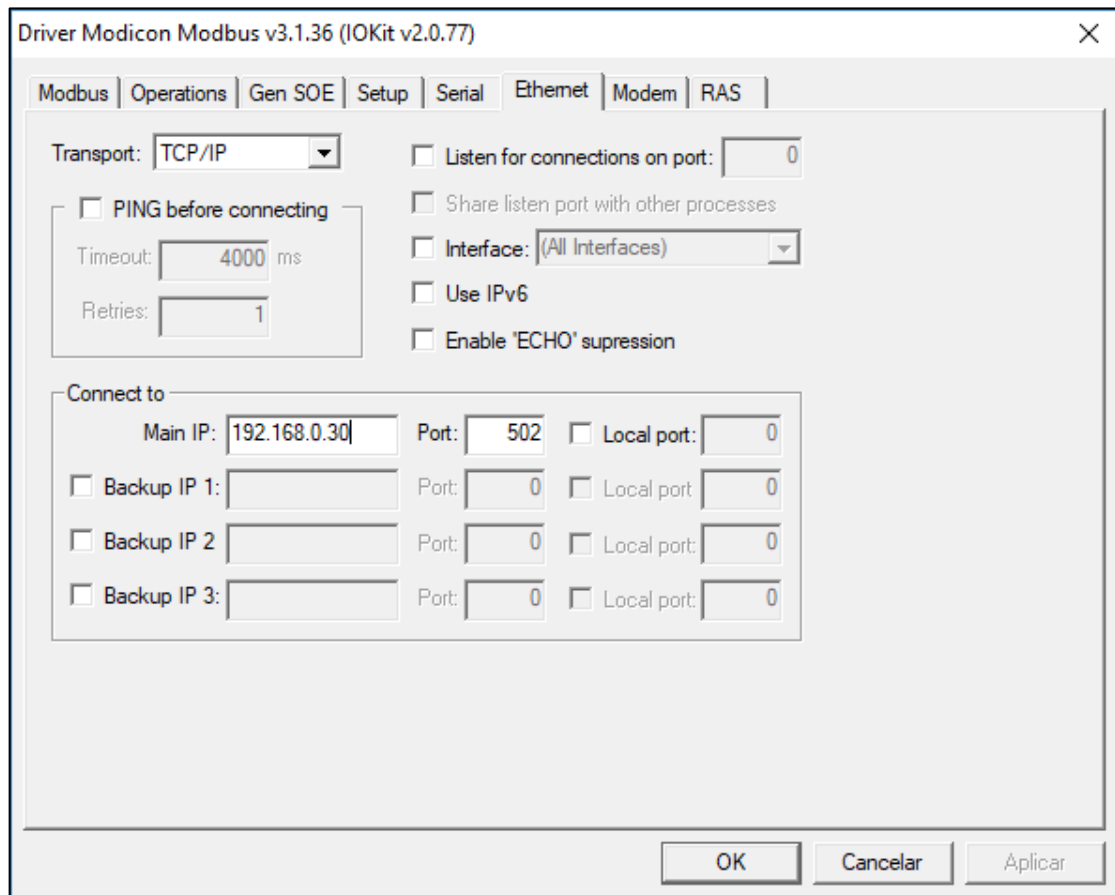 Driver Modicon Modbus v3.1.36 (IOKit v2.0.77)
Modbus Operations Gen SOE Setup Serial Ethernet Modem RAS
Transport: TCP/IP
PING before connecting
Timeout: 4000 ms
Retries: 1
Listen for connections on port: 0
Share listen port with other processes
Interface: (All Interfaces)
Use IPv6
Enable 'ECHO' supression
Connect to
Main IP: 192.168.0.30 Port: 502 Local port: 0
Backup IP 1: Port: 0 Local port 0
Backup IP 2 Port: 0 Local port: 0
Backup IP 3: Port: 0 Local port: 0
OK Cancelar Aplicar